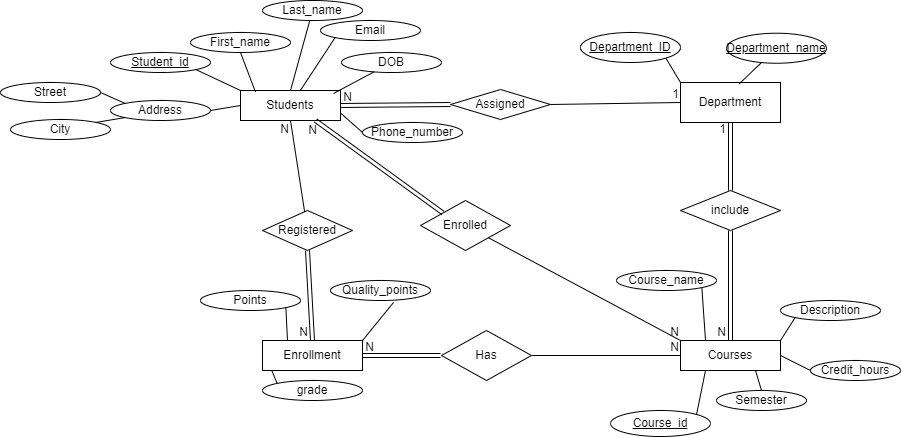 Last_name
Email
First_name
DOB
Student_id
Department_ID
Department_name
Street
Address
City
Students
N
Assigned
1
Department
Phone_number
N
N
1
Registered
Enrolled
include
Course_name
Points
Quality_points
Description
N
N
N
N
N
Enrollment
Has
Courses
Credit_hours
grade
Semester
Course_id